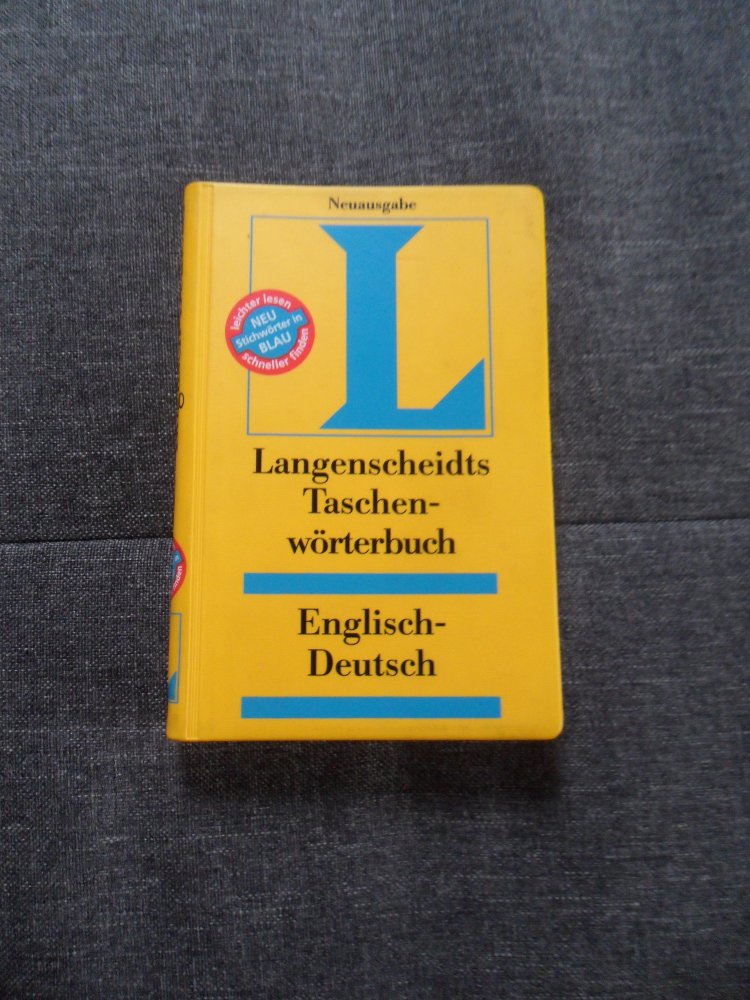 Neuausgabe
L
leichter lesen
NEU
Stichwörter in
BLAU
schneller finden
Langenscheidts
Taschen-
wörterbuch
Englisch-
Deutsch